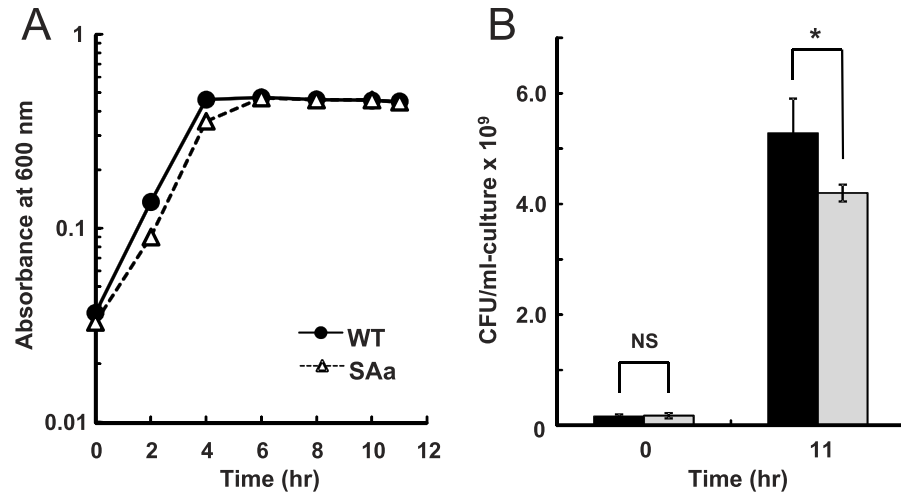 A
B
1
0.1
0.01
Absorbance at 600 nm
WT
SAa
0 2 4 6 8 10 12
Time (hr)
*
6.0
4.0
2.0
0
CFU/ml-culture x 10⁹
NS
0 11
Time (hr)